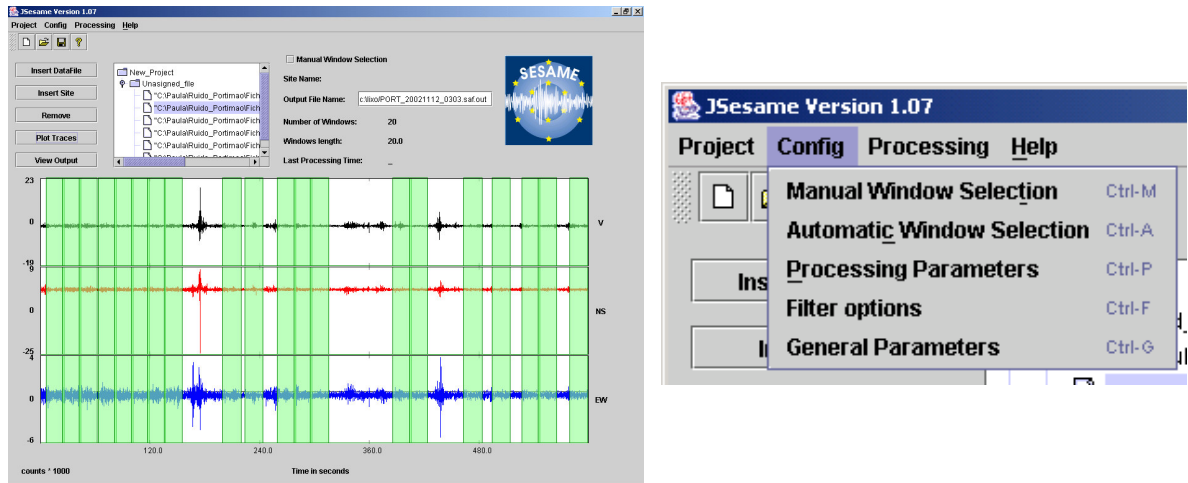 JSesame Version 1.07
Project Config Processing Help
Insert DataFile
Insert Site
Remove
Plot Traces
View Output
New_Project
Unasigned_file
"C:\Paula\Ruido_Portimao\Fich
"C:\Paula\Ruido_Portimao\Fich
"C:\Paula\Ruido_Portimao\Fich
"C:\Paula\Ruido_Portimao\Fich
Manual Window Selection
Site Name:
Output File Name: c:\lixo/PORT_20021112_0303.saf.out
Number of Windows: 20
Windows length: 20.0
Last Processing Time: _
SESAME
23
0
V
-19
9
0
NS
-25
4
0
EW
-6
120.0 240.0 360.0 480.0
counts * 1000 Time in seconds
JSesame Version 1.07
Project Config Processing Help
Manual Window Selection Ctrl-M
Automatic Window Selection Ctrl-A
Processing Parameters Ctrl-P
Filter options Ctrl-F
General Parameters Ctrl-G
Ins